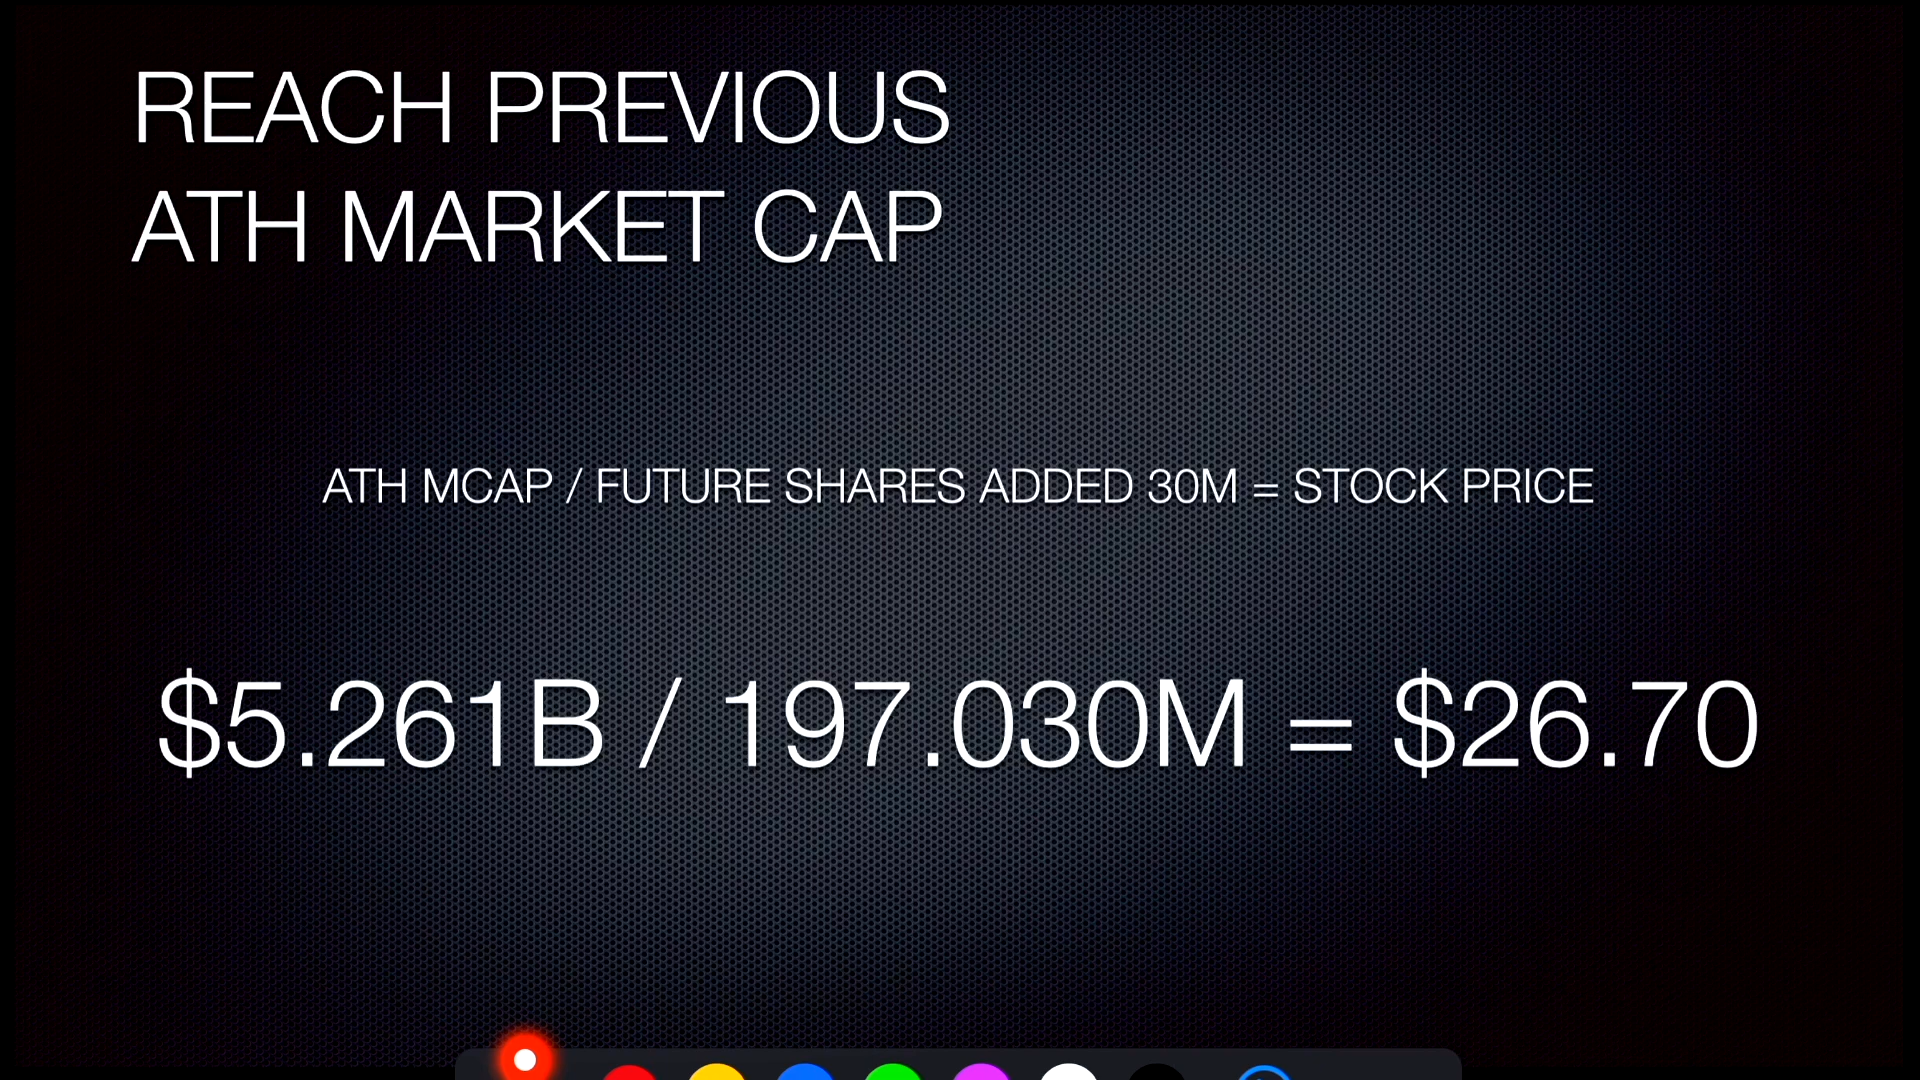 REACH PREVIOUS
ATH MARKET CAP
ATH MCAP / FUTURE SHARES ADDED 30M = STOCK PRICE
$5.261B / 197.030M = $26.70